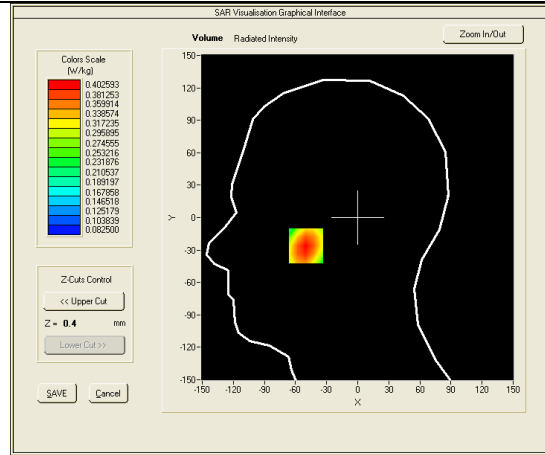 SAR Visualisation Graphical Interface
Volume Radiated Intensity
Zoom In/Out
Colors Scale
(W/kg)
0.402593
0.381253
0.359914
0.338574
0.317235
0.295895
0.274555
0.253216
0.231876
0.210537
0.189197
0.167858
0.146518
0.125179
0.103839
0.082500
Z-Cuts Control
<< Upper Cut
Z = 0.4 mm
Lower Cut >>
SAVE Cancel
150
120
90
60
30
0
-30
-60
-90
-120
-150
Y
-150 -120 -90 -60 -30 0 30 60 90 120 150
X